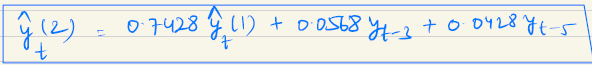 ŷ_t(2) = 0.7428 ŷ_t(1) + 0.0568 y_{t-3} + 0.0428 y_{t-5}